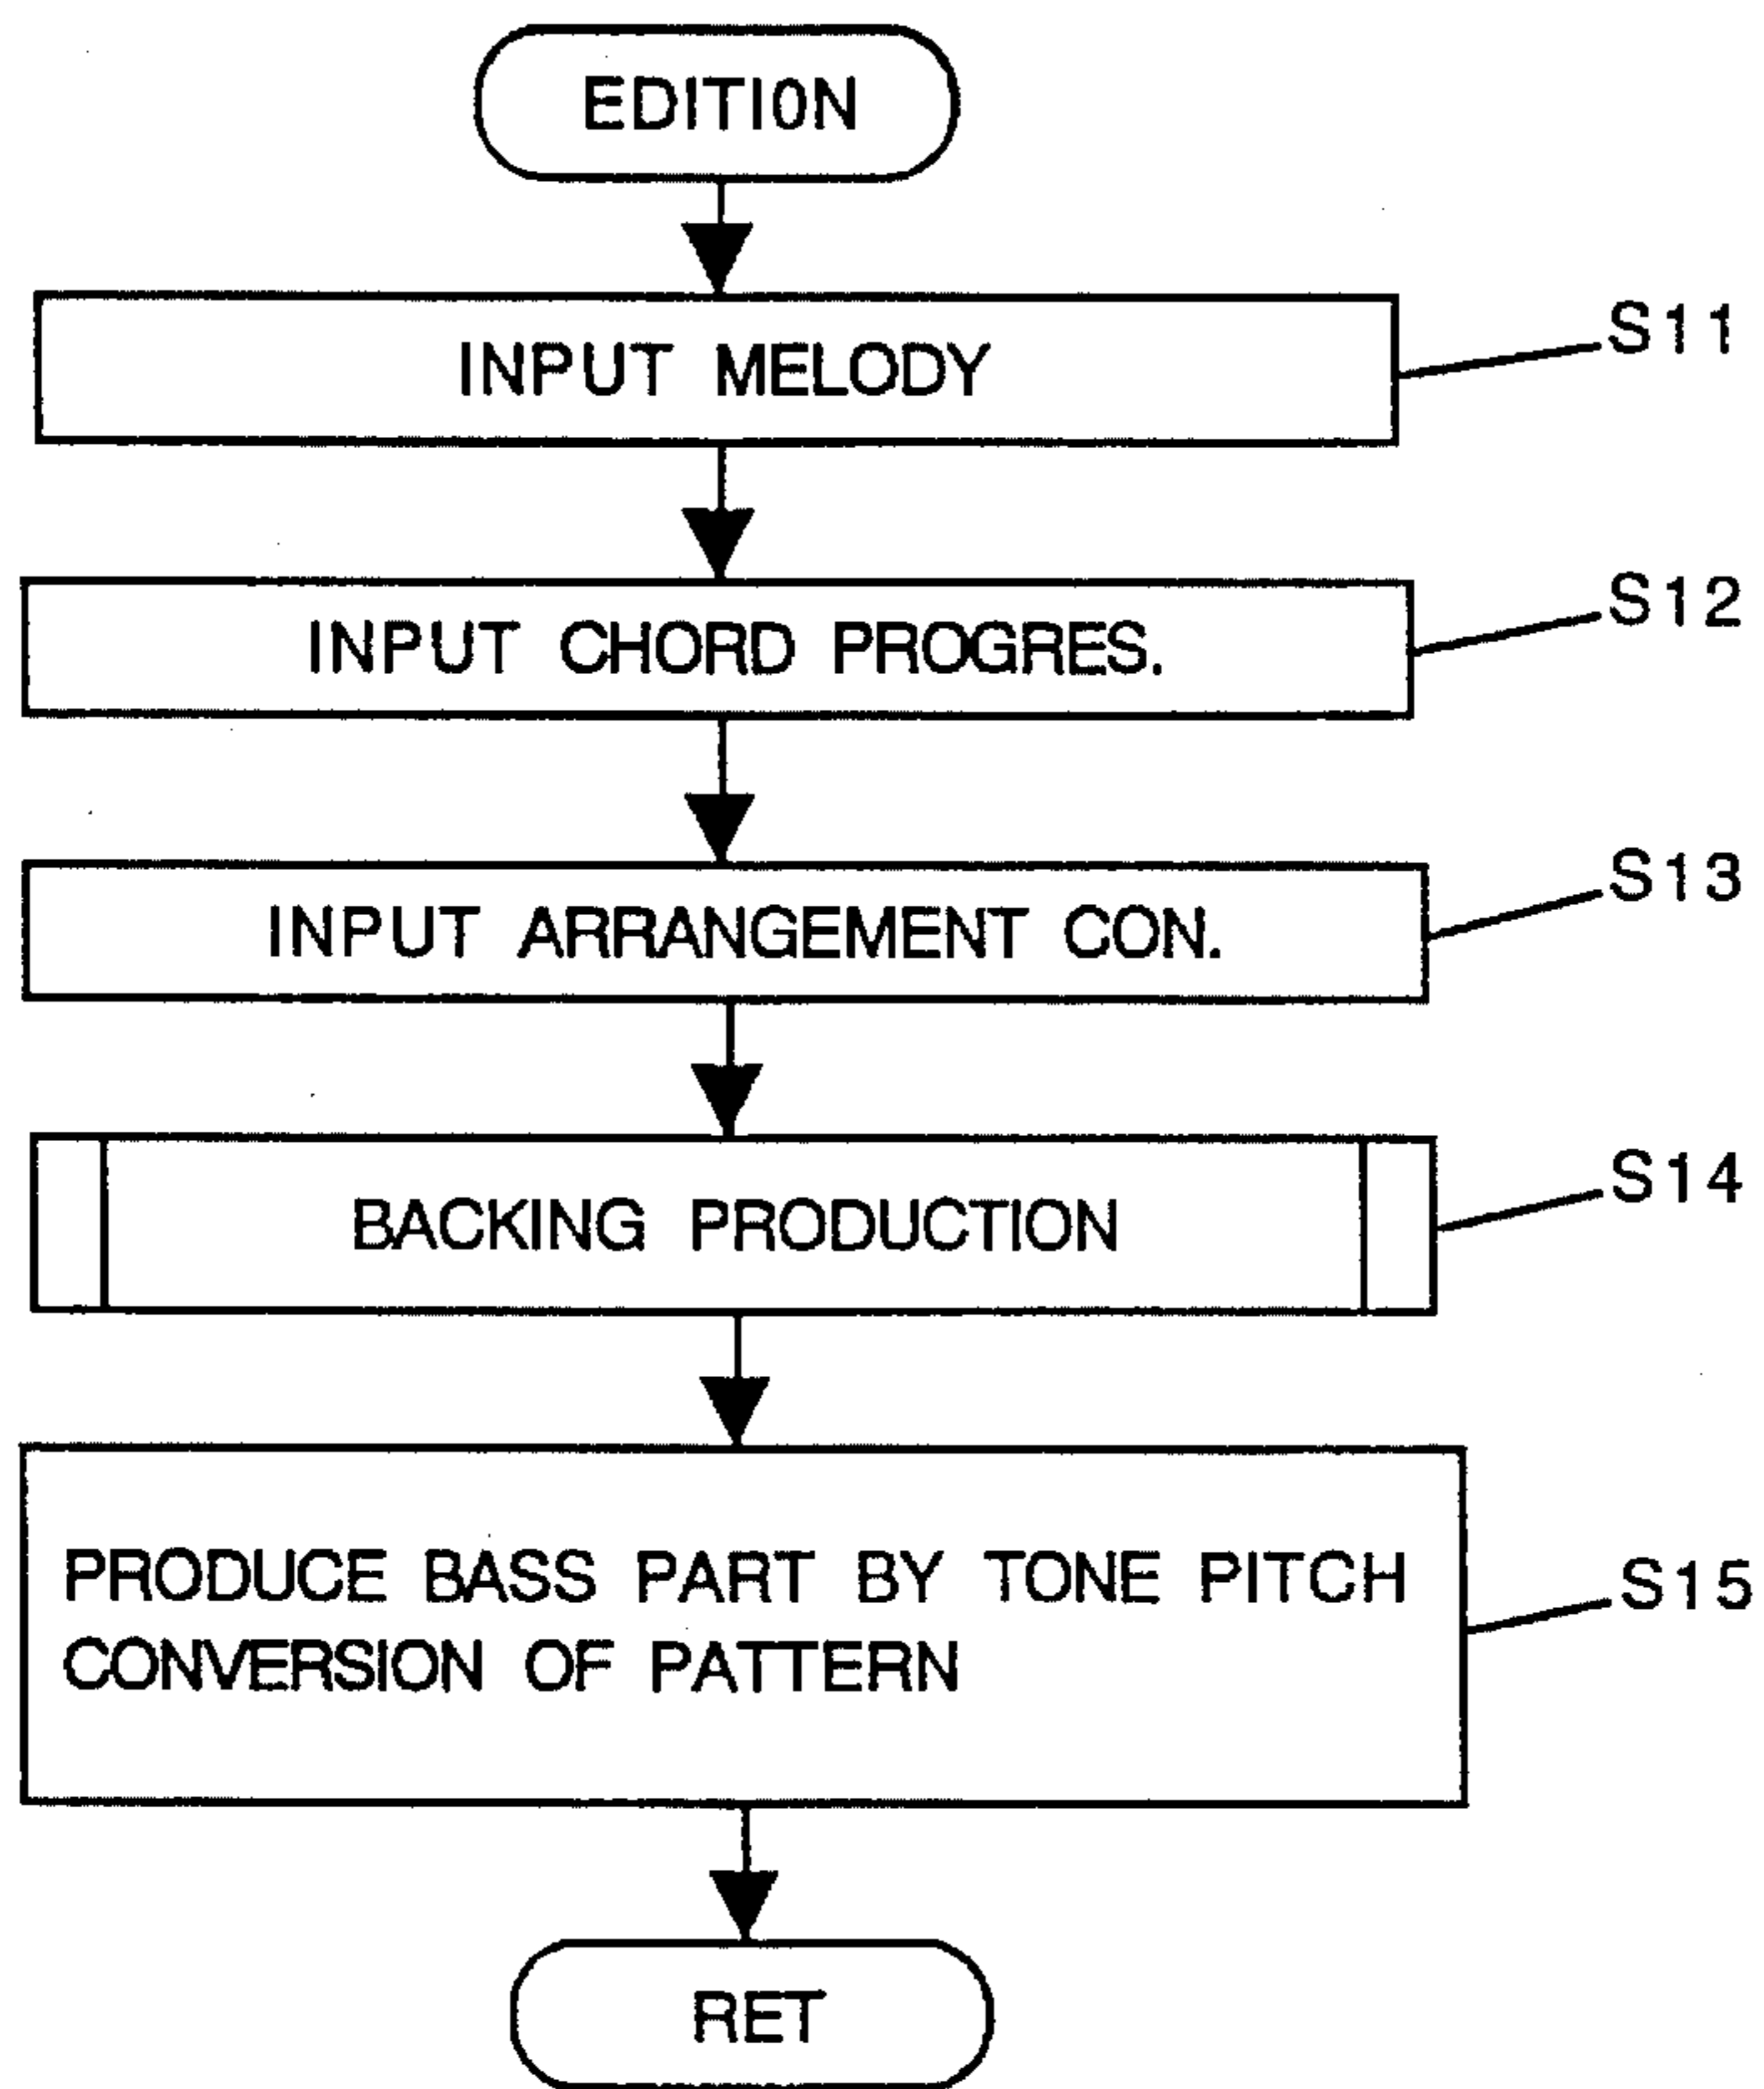 EDITION
INPUT MELODY
S11
INPUT CHORD PROGRES.
S12
INPUT ARRANGEMENT CON.
S13
BACKING PRODUCTION
S14
PRODUCE BASS PART BY TONE PITCH
CONVERSION OF PATTERN
S15
RET